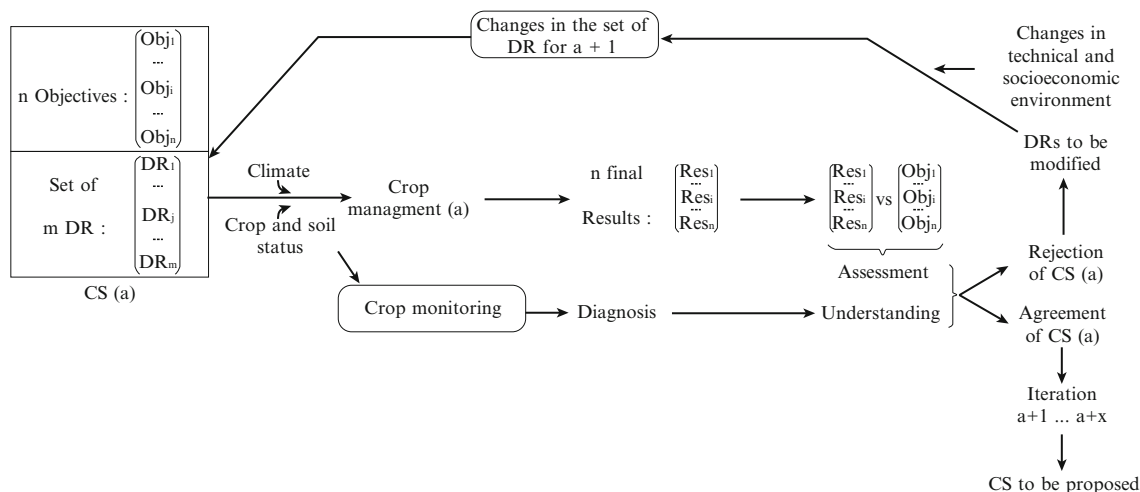 Changes in the set of
DR for a + 1
Changes in
technical and
socioeconomic
environment
n Objectives :
Obj1
...
Obji
...
Objn
Set of
m DR :
DR1
...
DRj
...
DRm
CS (a)
Climate
Crop and soil
status
Crop
managment (a)
n final
Results :
Res1
...
Resi
...
Resn
Res1
...
Resi
...
Resn
vs
Obj1
...
Obji
...
Objn
Assessment
DRs to be
modified
Rejection
of CS (a)
Crop monitoring
Diagnosis
Understanding
Agreement
of CS (a)
Iteration
a+1 ... a+x
CS to be proposed